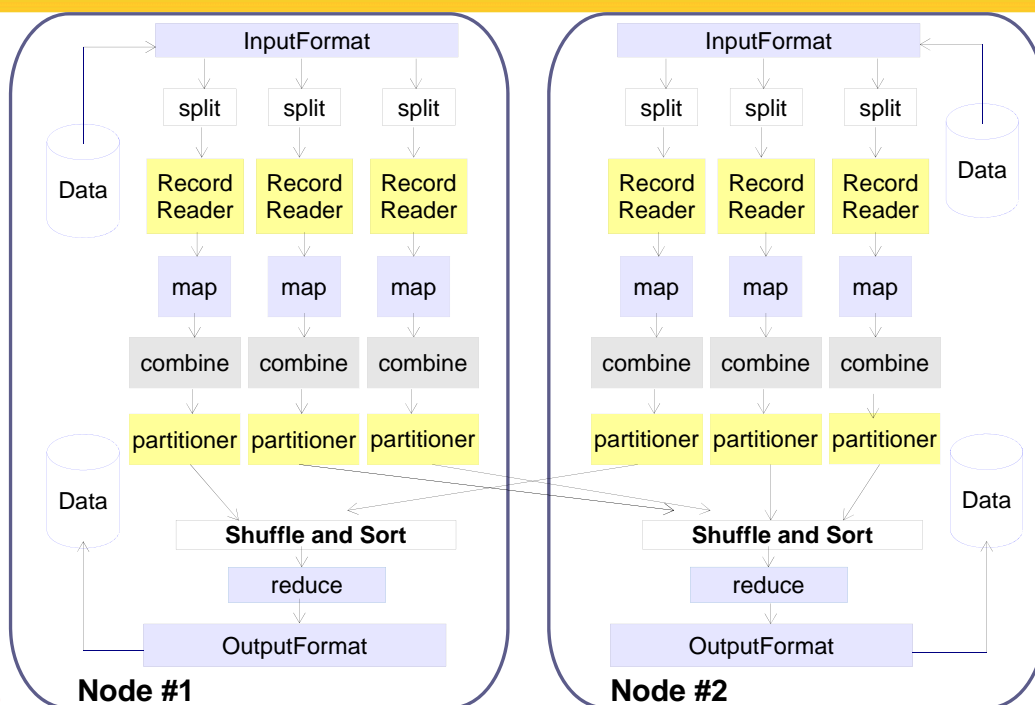 InputFormat
split split split
Data
Record Record Record
Reader Reader Reader
map map map
combine combine combine
partitioner partitioner partitioner
Data
Shuffle and Sort
reduce
OutputFormat
Node #1
InputFormat
split split split
Data
Record Record Record
Reader Reader Reader
map map map
combine combine combine
partitioner partitioner partitioner
Data
Shuffle and Sort
reduce
OutputFormat
Node #2